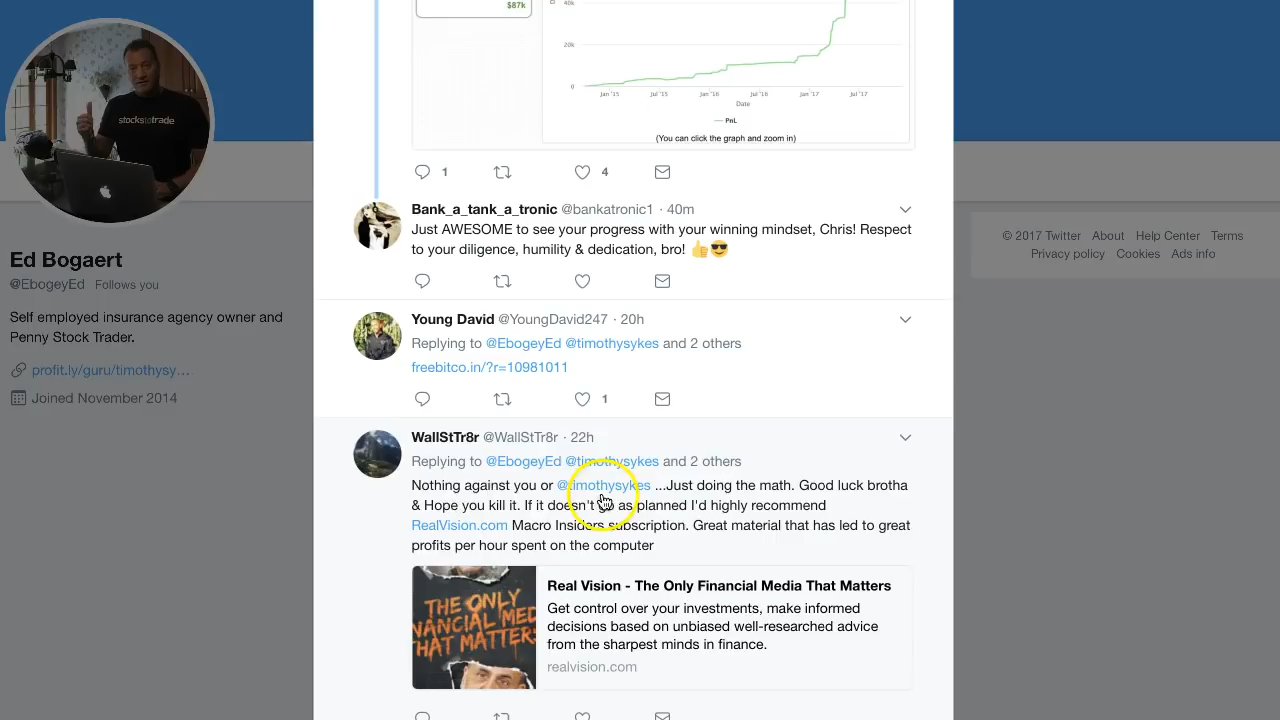 $87k
40k
20k
0
Jan '15 Jul '15 Jan '16 Jul '16 Jan '17 Jul '17
Date
PnL
(You can click the graph and zoom in)
1 4
stockstotrade
Ed Bogaert
@EbogeyEd Follows you
Self employed insurance agency owner and
Penny Stock Trader.
profit.ly/guru/timothysy…
Joined November 2014
Bank_a_tank_a_tronic @bankatronic1 · 40m
Just AWESOME to see your progress with your winning mindset, Chris! Respect
to your diligence, humility & dedication, bro! 👍😎
Young David @YoungDavid247 · 20h
Replying to @EbogeyEd @timothysykes and 2 others
freebitco.in/?r=10981011
1
WallStTr8r @WallStTr8r · 22h
Replying to @EbogeyEd @timothysykes and 2 others
Nothing against you or @timothysykes ...Just doing the math. Good luck brotha
& Hope you kill it. If it doesn't go as planned I'd highly recommend
RealVision.com Macro Insiders subscription. Great material that has led to great
profits per hour spent on the computer
THE ONLY
NANCIAL MED
THAT MATTERS
Real Vision - The Only Financial Media That Matters
Get control over your investments, make informed
decisions based on unbiased well-researched advice
from the sharpest minds in finance.
realvision.com
© 2017 Twitter About Help Center Terms
Privacy policy Cookies Ads info